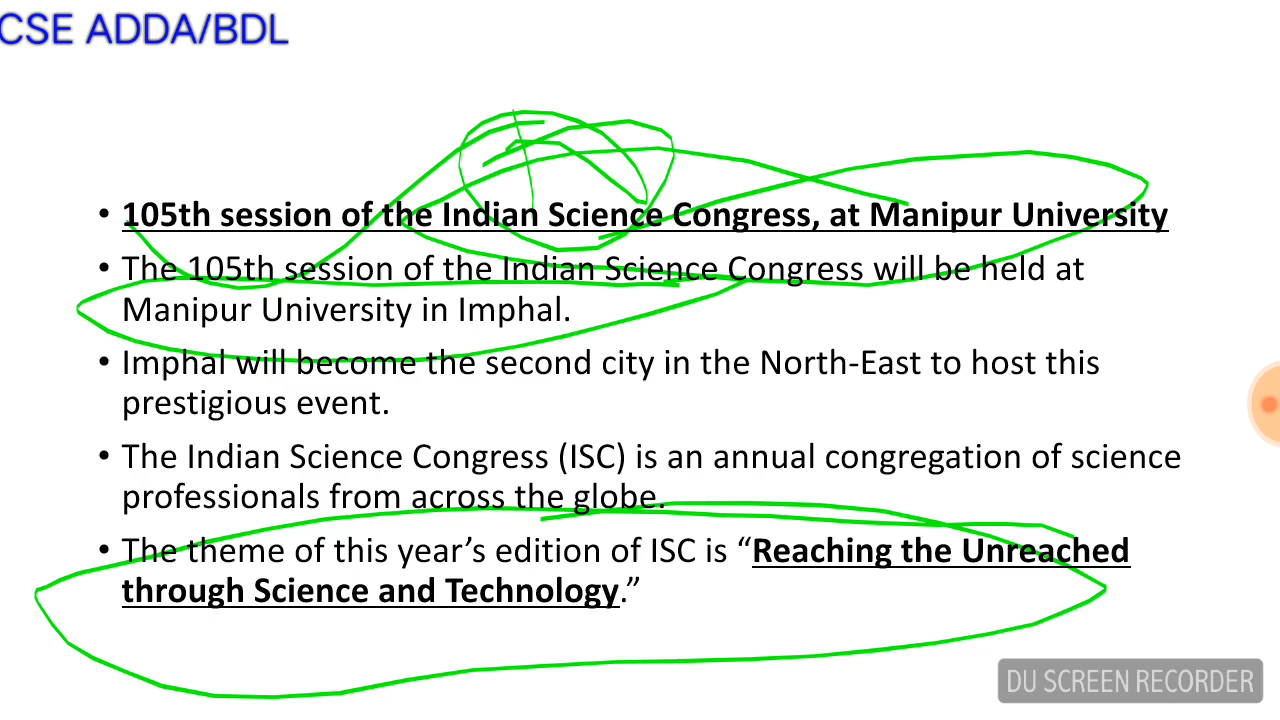 CSE ADDA/BDL
• 105th session of the Indian Science Congress, at Manipur University
• The 105th session of the Indian Science Congress will be held at
Manipur University in Imphal.
• Imphal will become the second city in the North-East to host this
prestigious event.
• The Indian Science Congress (ISC) is an annual congregation of science
professionals from across the globe.
• The theme of this year’s edition of ISC is “Reaching the Unreached
through Science and Technology.”
DU SCREEN RECORDER